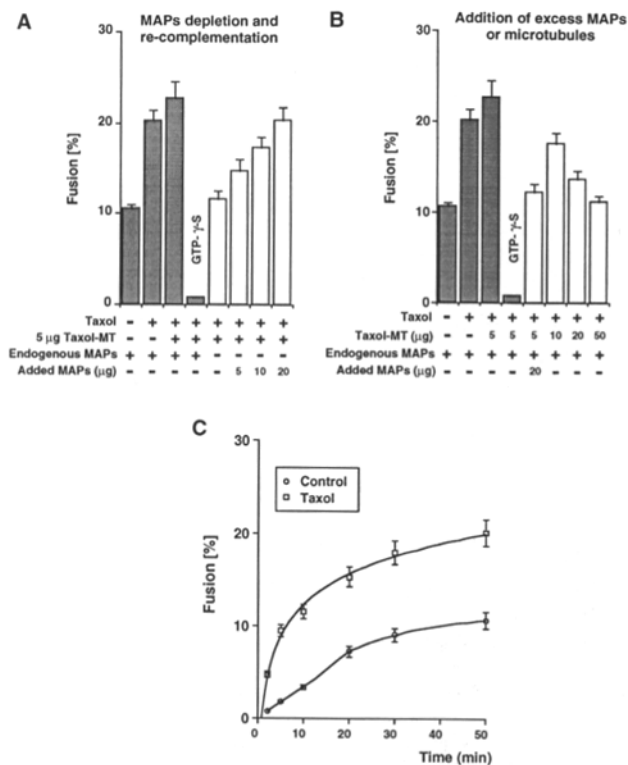 A
MAPs depletion and
re-complementation
Fusion [%]
30
20
10
0
GTP-γ-S
Taxol - + + + + + + +
5 µg Taxol-MT - - + + + + + +
Endogenous MAPs + + + + - - - -
Added MAPs (µg) - - - - - 5 10 20
B
Addition of excess MAPs
or microtubules
Fusion [%]
30
20
10
0
GTP-γ-S
Taxol - + + + + + + +
Taxol-MT (µg) - - 5 5 5 10 20 50
Endogenous MAPs + + + + + + + +
Added MAPs (µg) - - - - 20 - - -
C
Fusion [%]
30
20
10
0
Control
Taxol
0 10 20 30 40 50
Time (min)